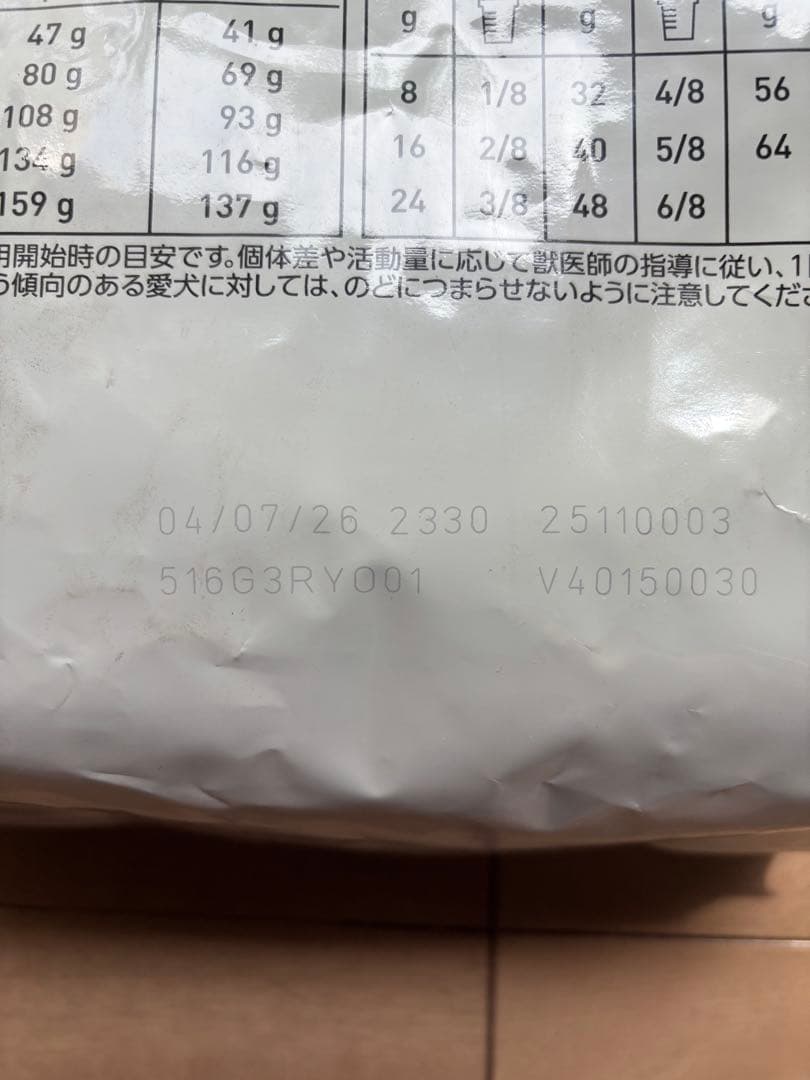 47 g 41 g
80 g 69 g
108 g 93 g
134 g 116 g
159 g 137 g
g g g
8 1/8 32 4/8 56
16 2/8 40 5/8 64
24 3/8 48 6/8
明開始時の目安です。個体差や活動量に応じて獣医師の指導に従い、1
う傾向のある愛犬に対しては、のどにつまらせないように注意してくださ
04/07/26 2330 25110003
516G3RYO01 V40150030